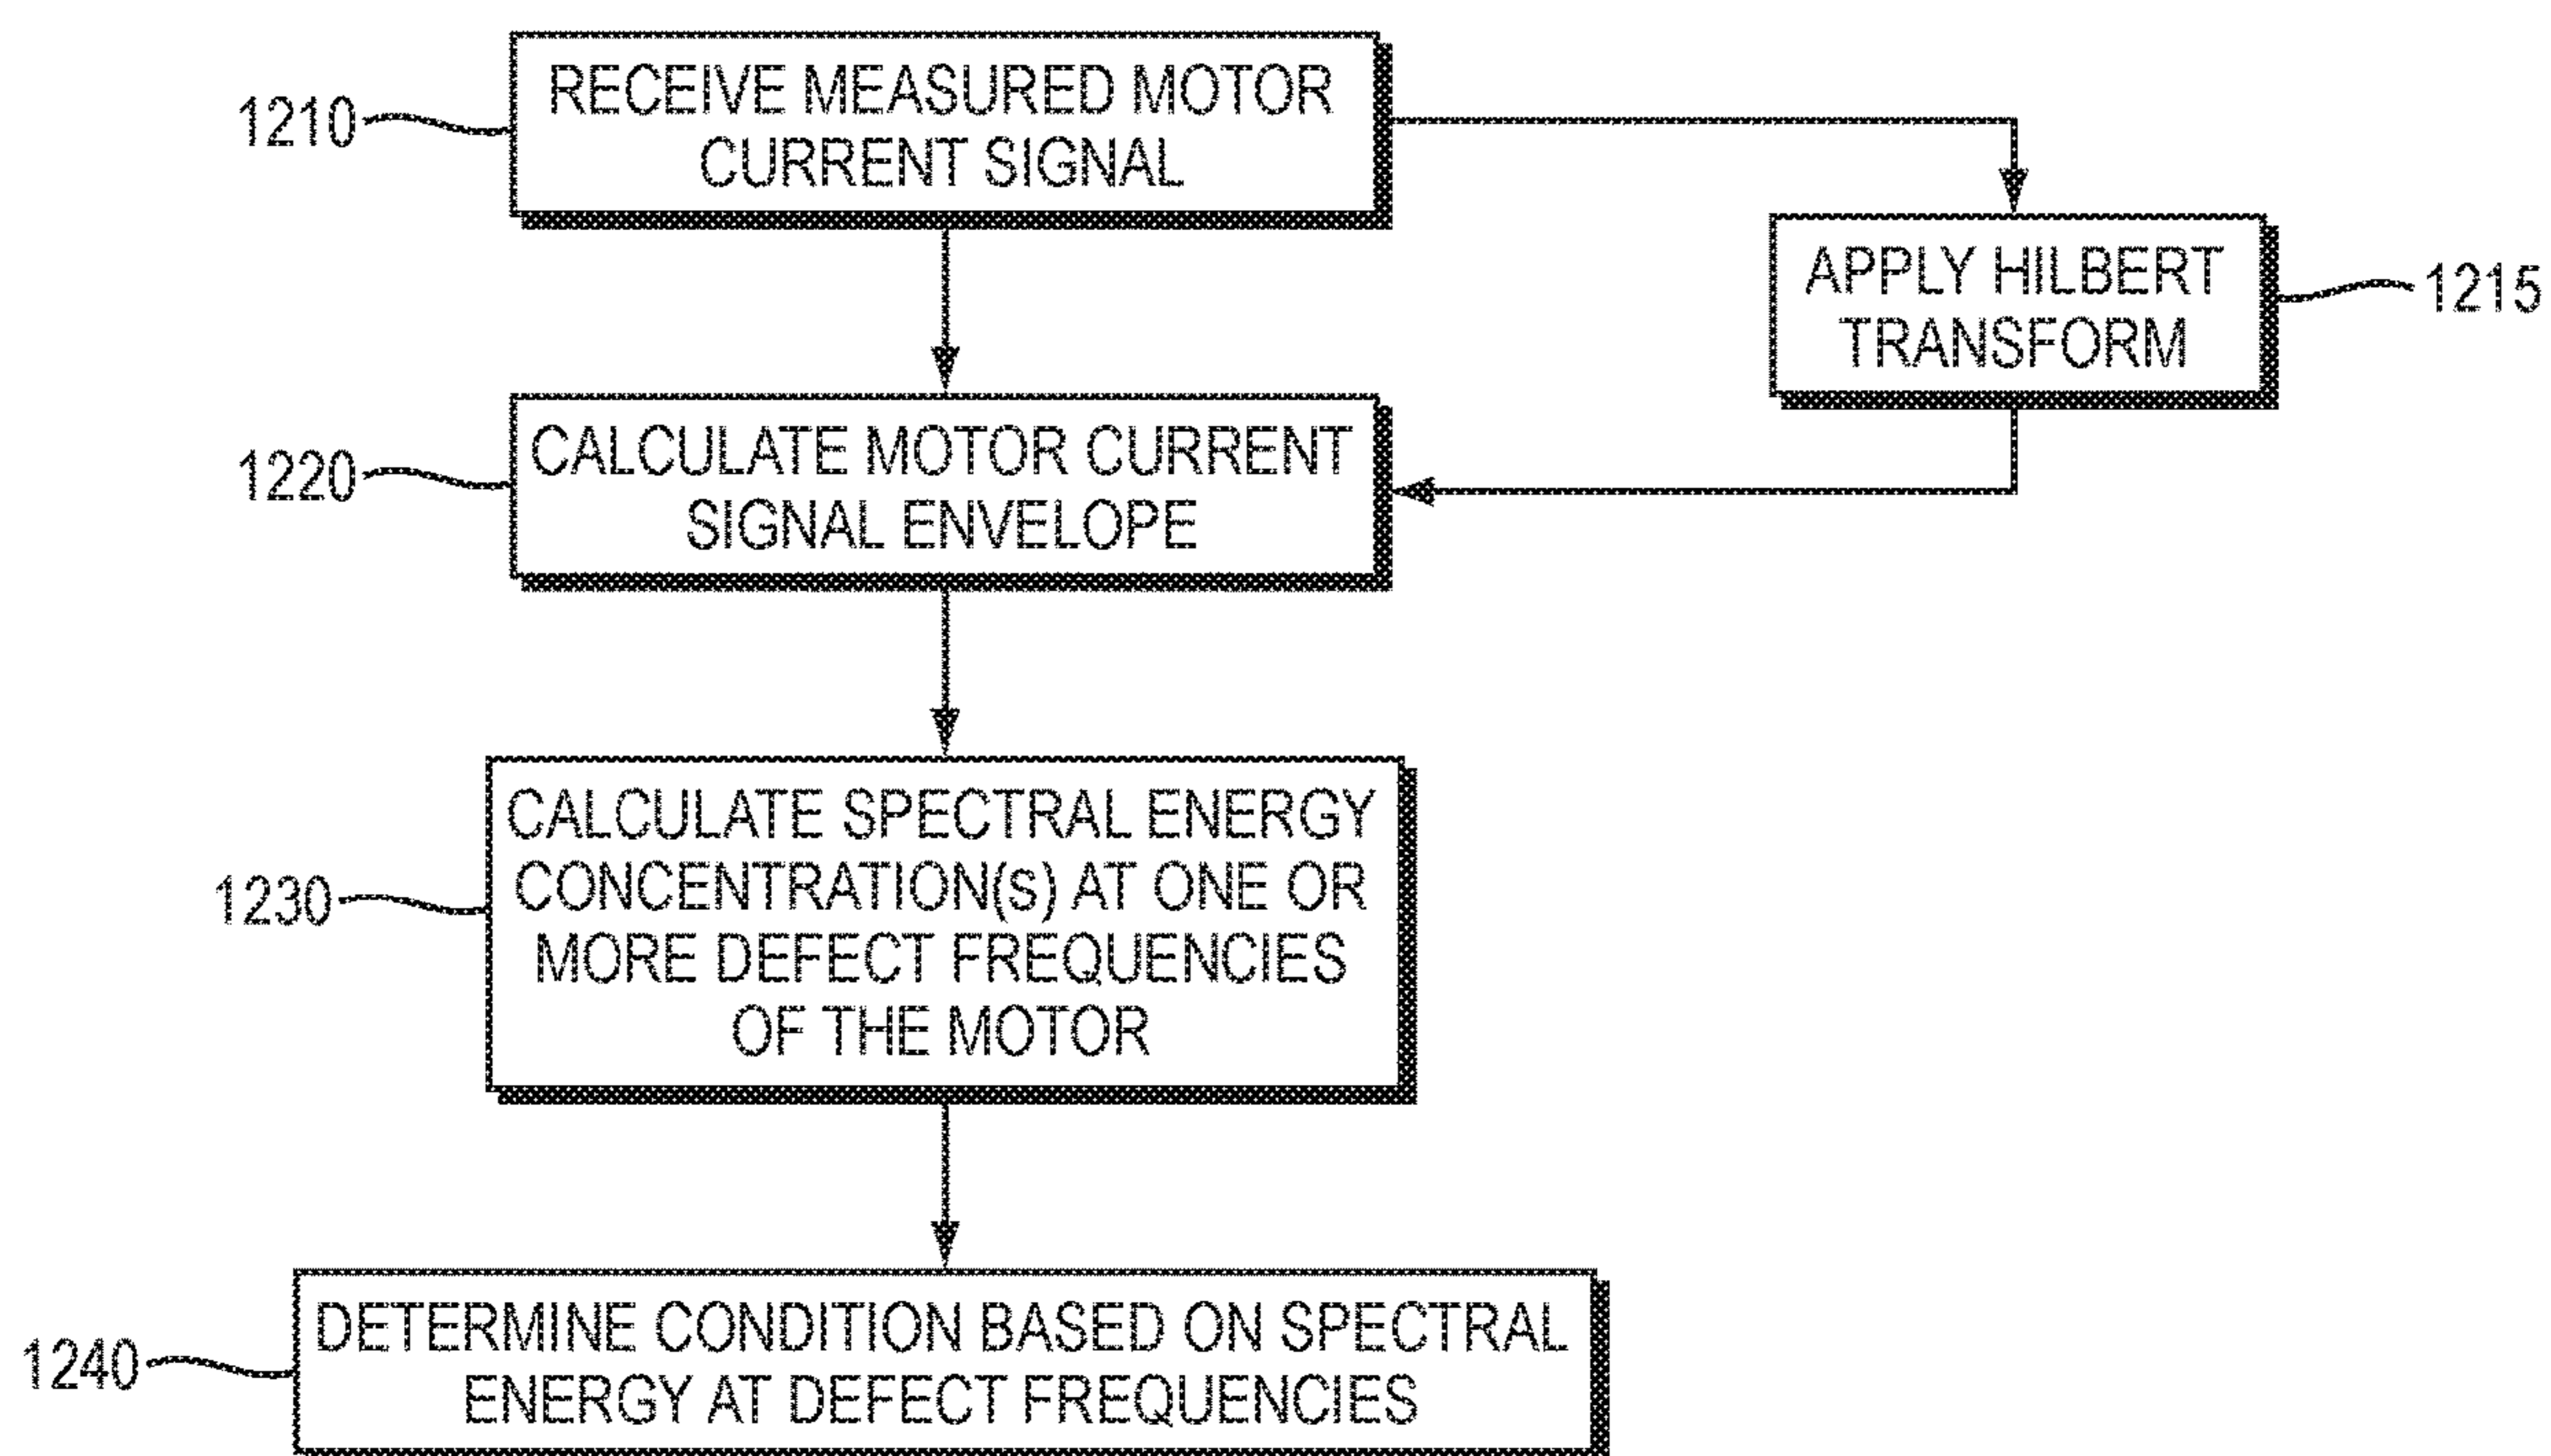 RECEIVE MEASURED MOTOR
CURRENT SIGNAL
1210
APPLY HILBERT
TRANSFORM
1215
CALCULATE MOTOR CURRENT
SIGNAL ENVELOPE
1220
CALCULATE SPECTRAL ENERGY
CONCENTRATION(s) AT ONE OR
MORE DEFECT FREQUENCIES
OF THE MOTOR
1230
DETERMINE CONDITION BASED ON SPECTRAL
ENERGY AT DEFECT FREQUENCIES
1240